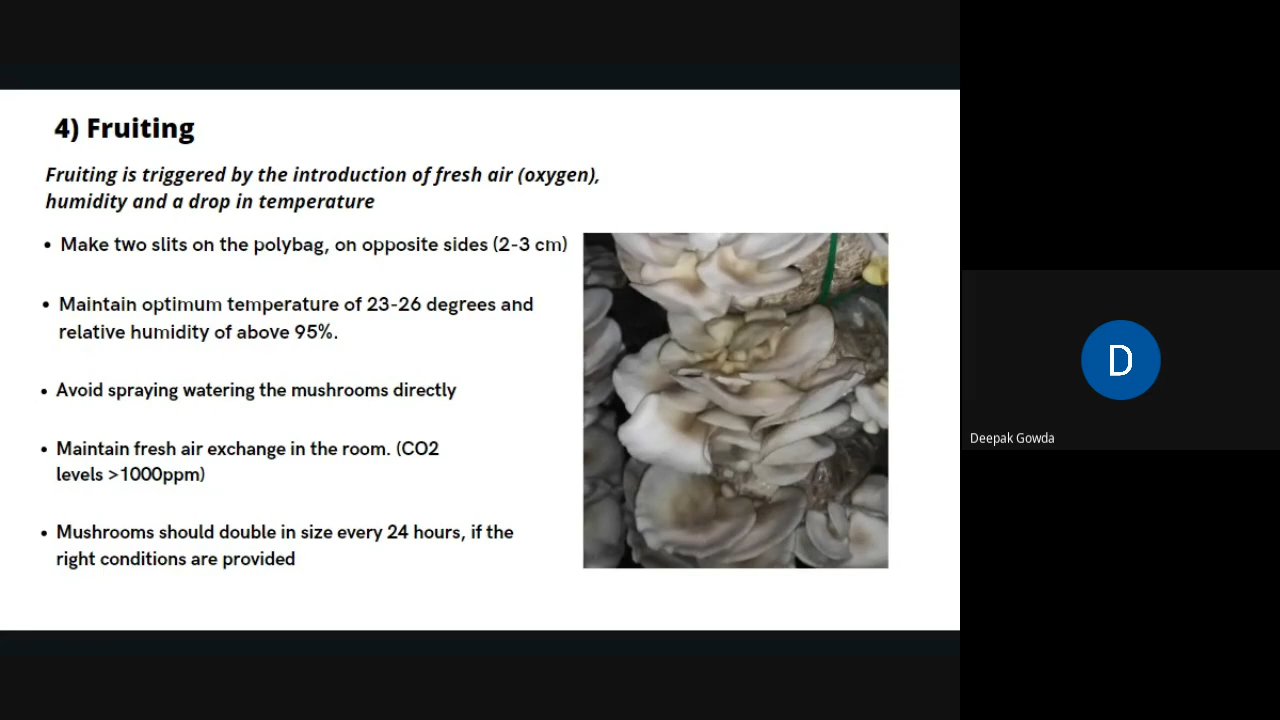 4) Fruiting
Fruiting is triggered by the introduction of fresh air (oxygen),
humidity and a drop in temperature
• Make two slits on the polybag, on opposite sides (2-3 cm)
• Maintain optimum temperature of 23-26 degrees and
relative humidity of above 95%.
• Avoid spraying watering the mushrooms directly
• Maintain fresh air exchange in the room. (CO2
levels >1000ppm)
• Mushrooms should double in size every 24 hours, if the
right conditions are provided
D
Deepak Gowda